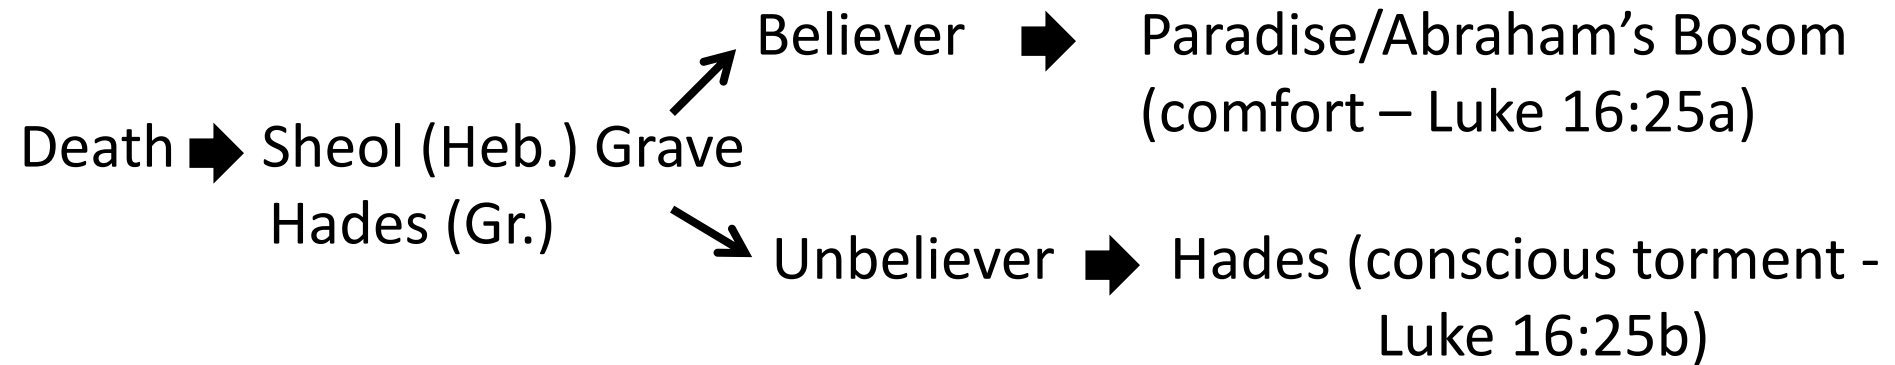 Believer
Paradise/Abraham’s Bosom
(comfort – Luke 16:25a)
Death
Sheol (Heb.) Grave
Hades (Gr.)
Unbeliever
Hades (conscious torment -
Luke 16:25b)